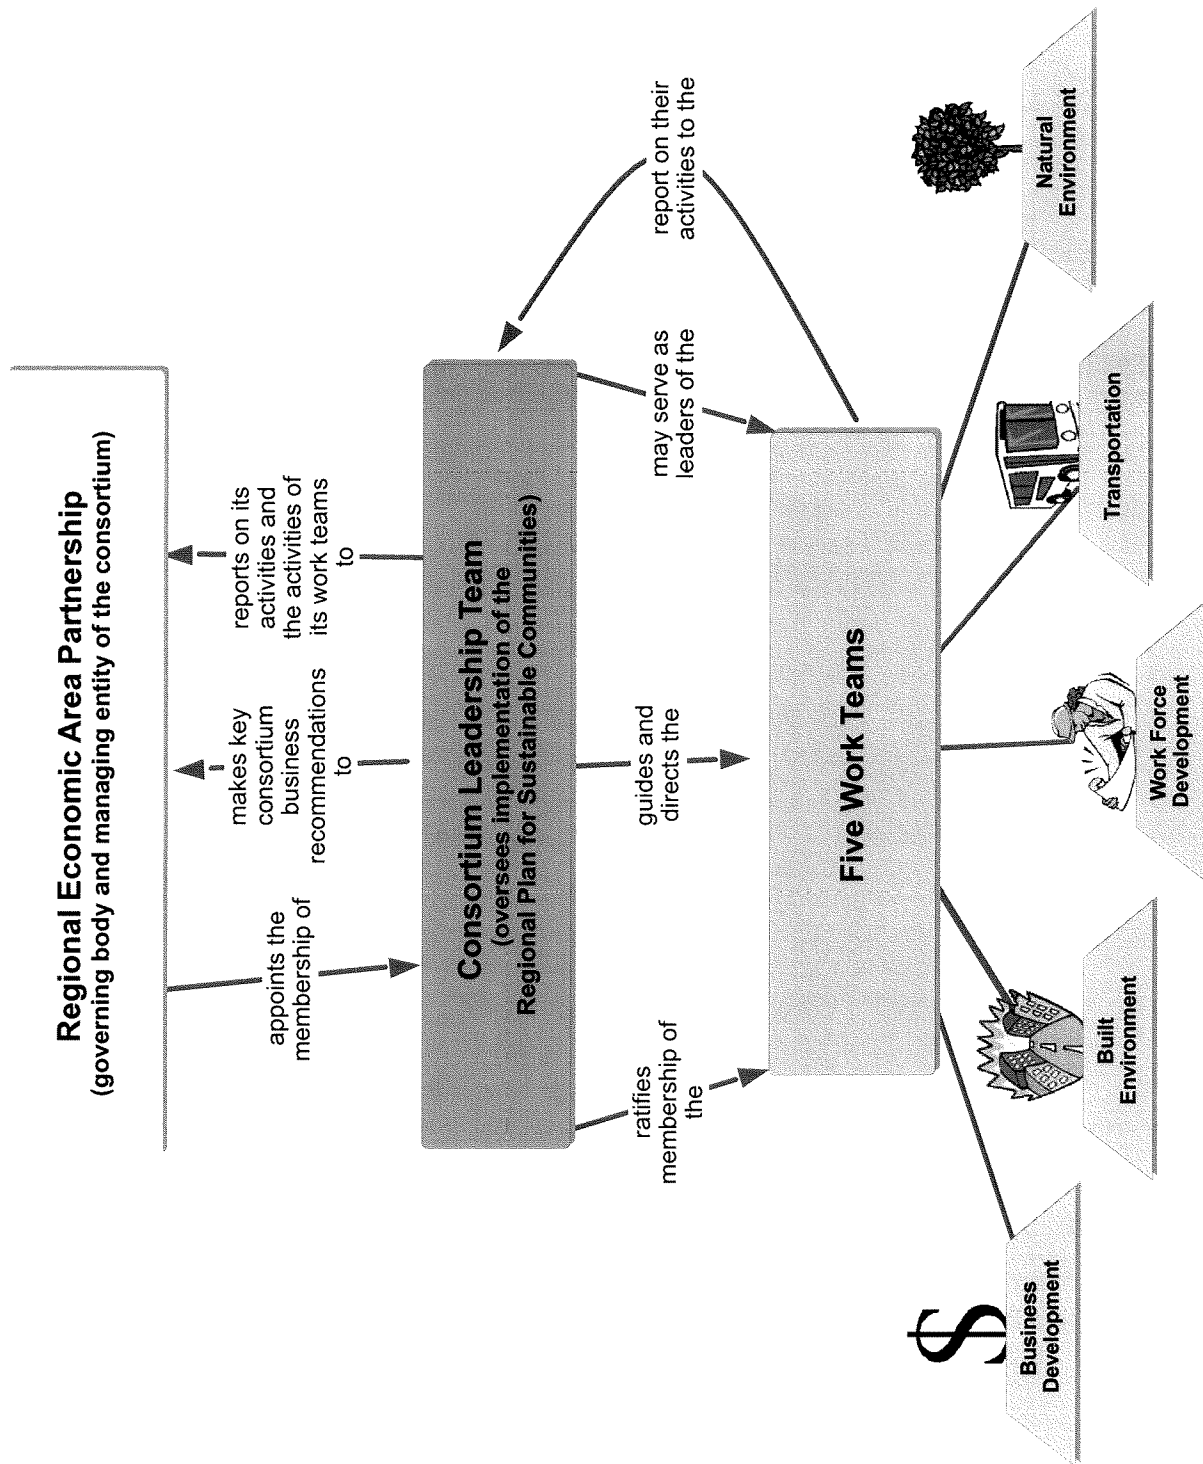 Regional Economic Area Partnership
(governing body and managing entity of the consortium)
appoints the
membership of
makes key
consortium
business
recommendations
to
reports on its
activities and
the activities of
its work teams
to
Consortium Leadership Team
(oversees implementation of the
Regional Plan for Sustainable Communities)
ratifies
membership of
the
guides and
directs the
may serve as
leaders of the
report on their
activities to the
Five Work Teams
Business
Development
Built
Environment
Work Force
Development
Transportation
Natural
Environment
$